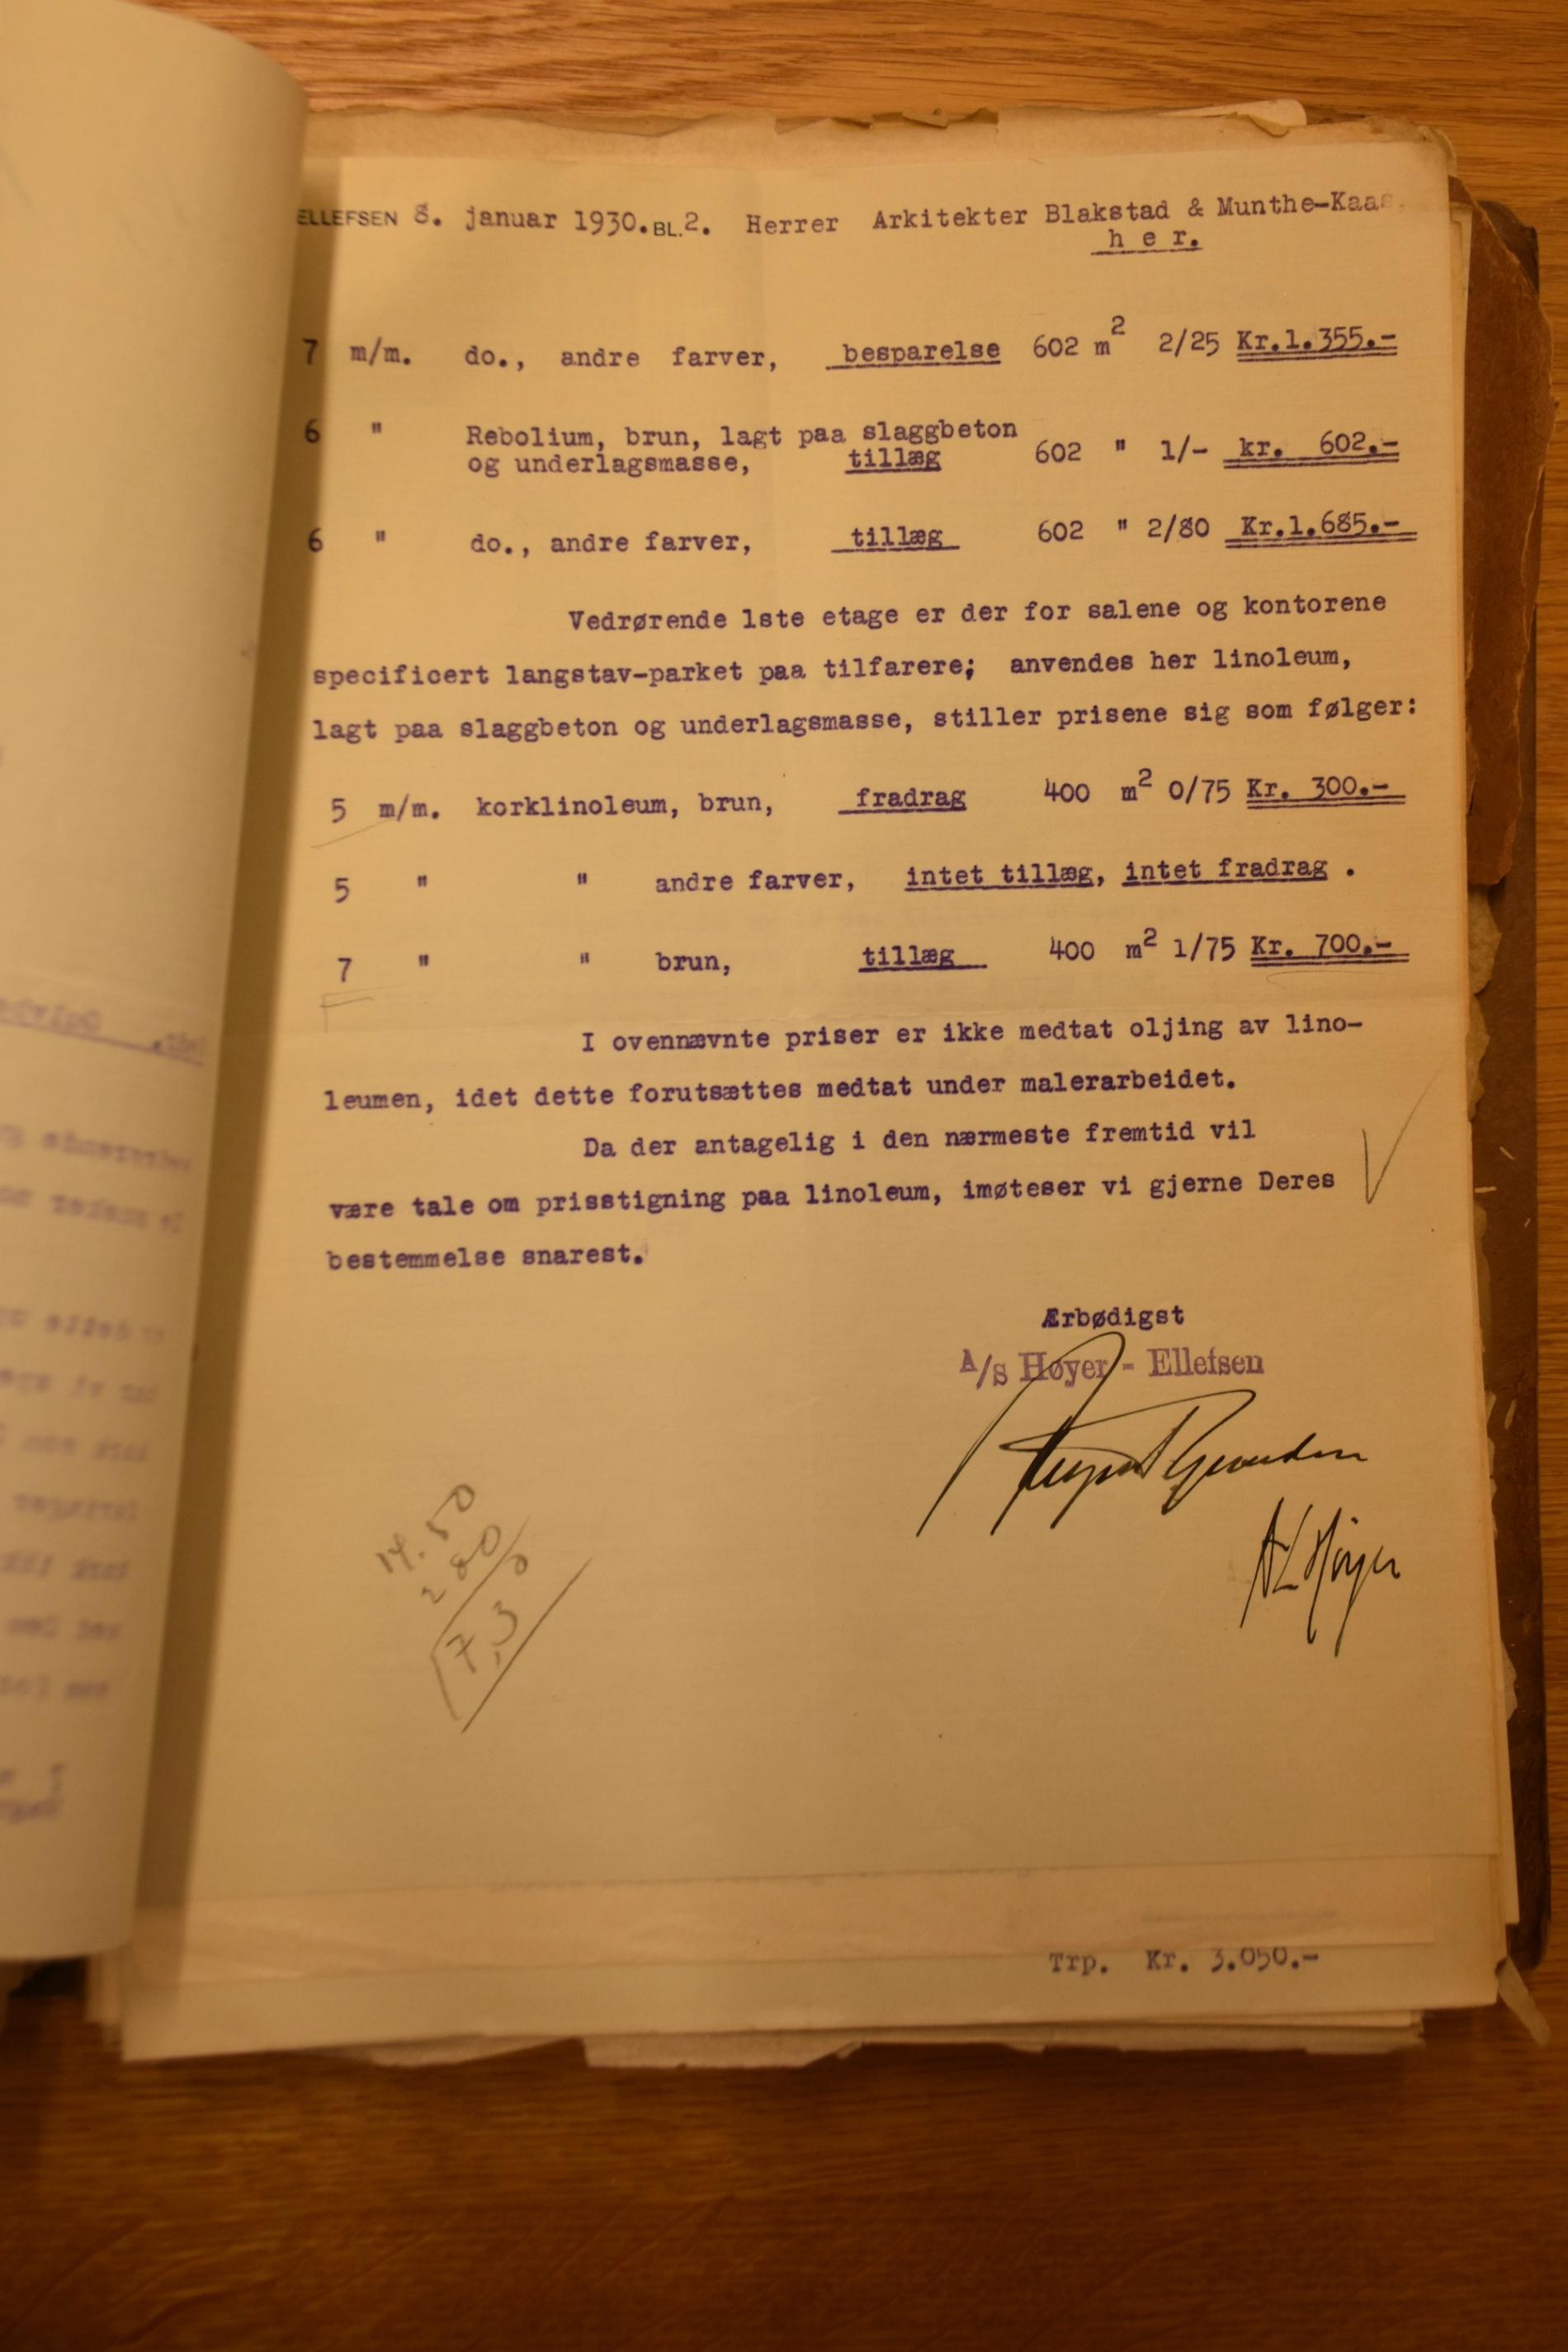 ELLEFSEN 8. januar 1930. BL. 2. Herrer Arkitekter Blakstad & Munthe-Kaas,
h e r.
7 m/m. do., andre farver, besparelse 602 m2 2/25 Kr.1.355.-
6 " Rebolium, brun, lagt paa slaggbeton
og underlagsmasse, tillæg 602 " 1/- kr. 602.-
6 " do., andre farver, tillæg 602 " 2/80 Kr.1.685.-
Vedrørende 1ste etage er der for salene og kontorene
specificert langstav-parket paa tilfarere; anvendes her linoleum,
lagt paa slaggbeton og underlagsmasse, stiller prisene sig som følger:
5 m/m. korklinoleum, brun, fradrag 400 m2 0/75 Kr. 300.-
5 " " andre farver, intet tillæg, intet fradrag .
7 " " brun, tillæg 400 m2 1/75 Kr. 700.-
I ovennævnte priser er ikke medtat oljing av lino-
leumen, idet dette forutsættes medtat under malerarbeidet.
Da der antagelig i den nærmeste fremtid vil
være tale om prisstigning paa linoleum, imøteser vi gjerne Deres
bestemmelse snarest.
Ærbødigst
A/s Høyer - Ellefsen
AL Høyer
14.50
7,3
Trp. Kr. 3.050.-